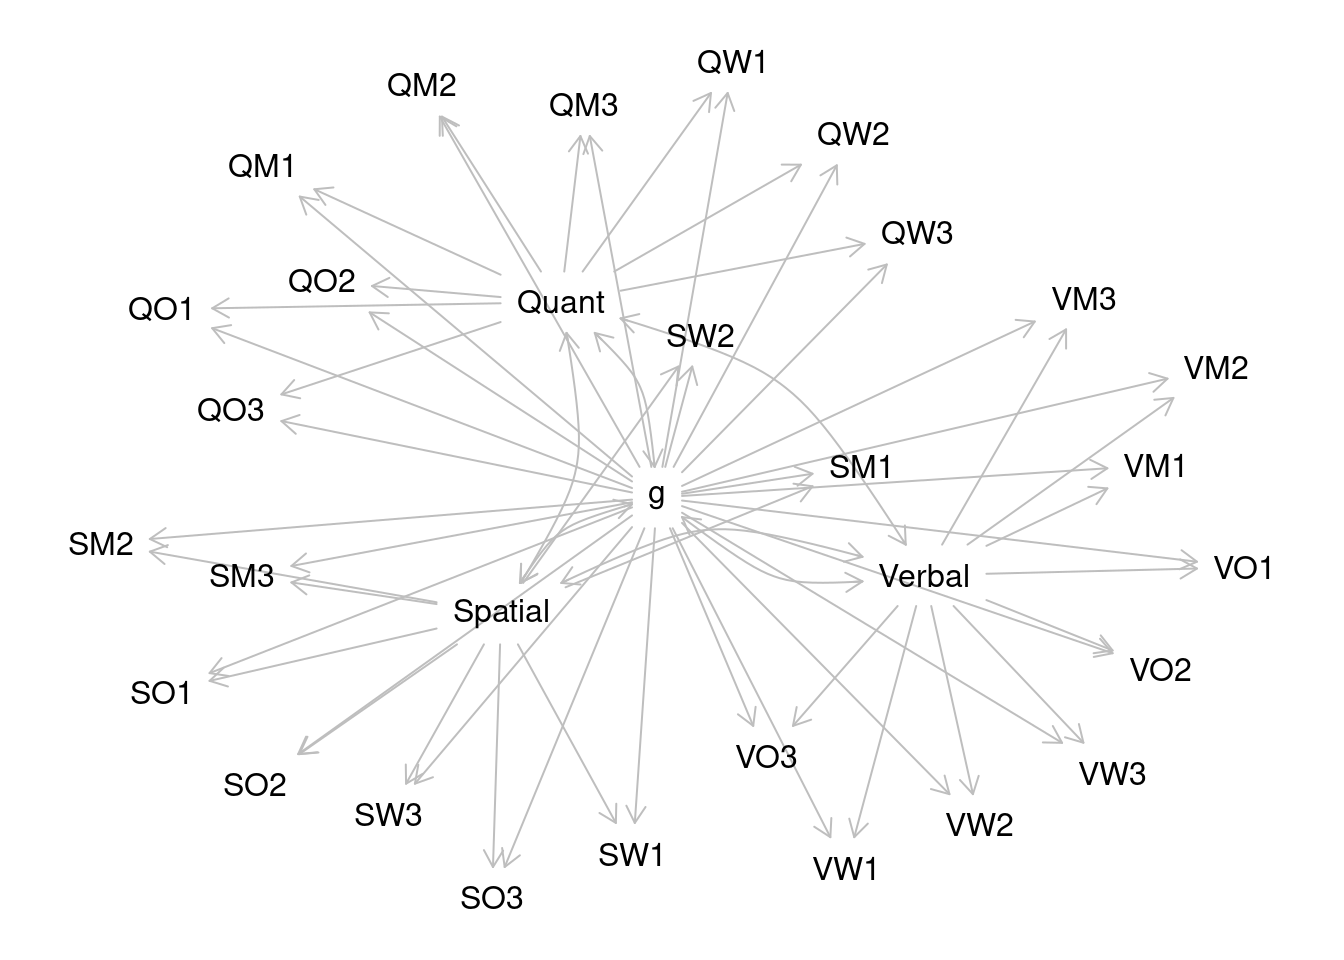 QW1
QM2
QM3
QW2
QM1
QW3
QO2
VM3
Quant
QO1
SW2
VM2
QO3
SM1
VM1
g
SM2
VO1
SM3
Verbal
Spatial
VO2
SO1
VO3
VW3
SO2
SW3
VW2
SW1
VW1
SO3